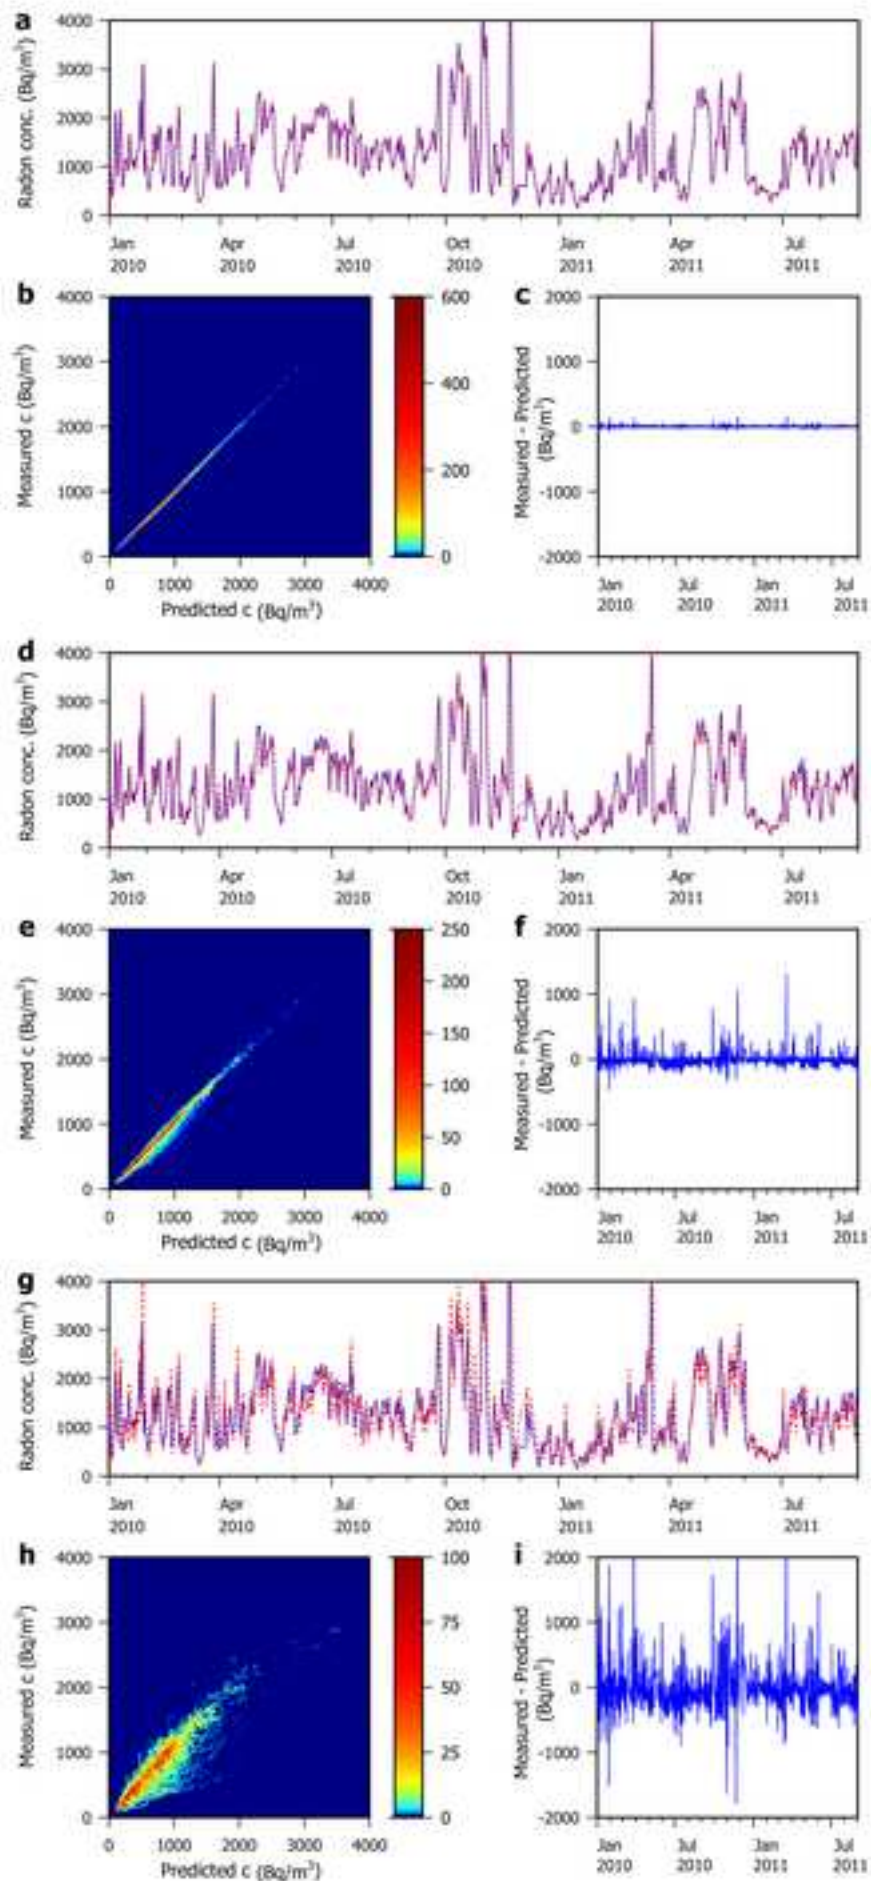 a
4000
3000
2000
1000
0
Radon conc. (Bq/m³)
Jan Apr Jul Oct Jan Apr Jul
2010 2010 2010 2010 2011 2011 2011
b
4000
3000
2000
1000
0
Measured c (Bq/m³)
0 1000 2000 3000 4000
Predicted c (Bq/m³)
600
400
200
0
c
2000
1000
0
-1000
-2000
Measured - Predicted
(Bq/m³)
Jan Jul Jan Jul
2010 2010 2011 2011
d
4000
3000
2000
1000
0
Radon conc. (Bq/m³)
Jan Apr Jul Oct Jan Apr Jul
2010 2010 2010 2010 2011 2011 2011
e
4000
3000
2000
1000
0
Measured c (Bq/m³)
0 1000 2000 3000 4000
Predicted c (Bq/m³)
250
200
150
100
50
0
f
2000
1000
0
-1000
-2000
Measured - Predicted
(Bq/m³)
Jan Jul Jan Jul
2010 2010 2011 2011
g
4000
3000
2000
1000
0
Radon conc. (Bq/m³)
Jan Apr Jul Oct Jan Apr Jul
2010 2010 2010 2010 2011 2011 2011
h
4000
3000
2000
1000
0
Measured c (Bq/m³)
0 1000 2000 3000 4000
Predicted c (Bq/m³)
100
75
50
25
0
i
2000
1000
0
-1000
-2000
Measured - Predicted
(Bq/m³)
Jan Jul Jan Jul
2010 2010 2011 2011